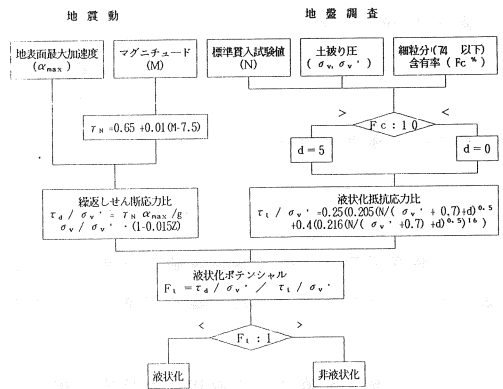 地震動
地盤調査
地表面最大加速度
(αmax)
マグニチュード
(M)
標準貫入試験値
(N)
土被り圧
(σv,σv')
細粒分(74 以下)
含有率(Fc%)
γN=0.65+0.01(M-7.5)
> <
Fc:10
d=5
d=0
繰返しせん断応力比
τd/σv'=γN αmax/g
σv/σv'・(1-0.015Z)
液状化抵抗応力比
τl/σv'=0.25(0.205(N/(σv'+0.7)+d)0.5
+0.4(0.216(N/(σv'+0.7)+d)0.5)16)
液状化ポテンシャル
Fl=τd/σv'/τl/σv'
< >
Fl:1
液状化
非液状化